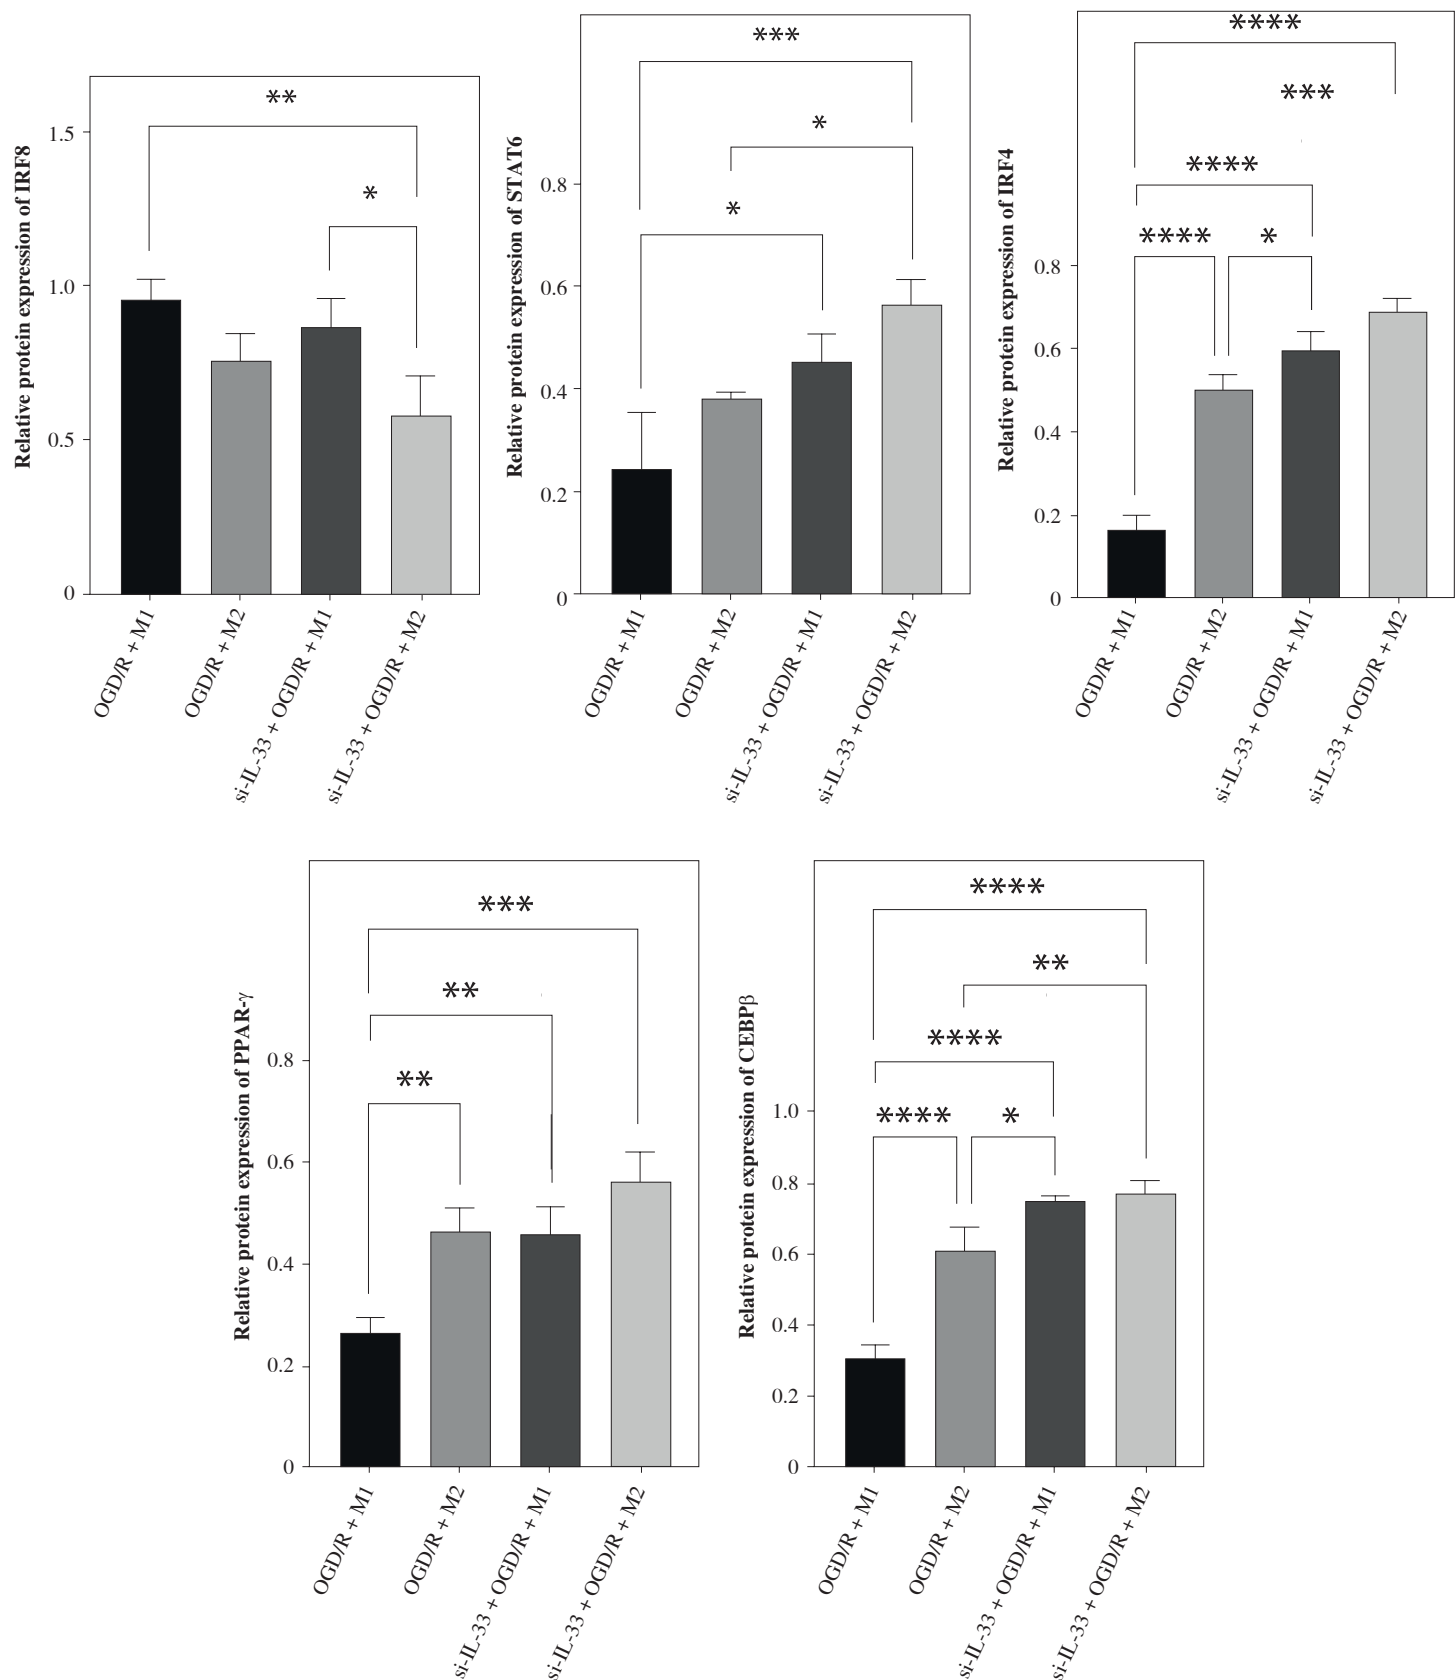 Relative protein expression of IRF8
**
*
1.5
1.0
0.5
0
OGD/R + M1
OGD/R + M2
si-IL-33 + OGD/R + M1
si-IL-33 + OGD/R + M2
Relative protein expression of STAT6
***
*
*
0.8
0.6
0.4
0.2
0
OGD/R + M1
OGD/R + M2
si-IL-33 + OGD/R + M1
si-IL-33 + OGD/R + M2
Relative protein expression of IRF4
****
***
****
**** *
0.8
0.6
0.4
0.2
0
OGD/R + M1
OGD/R + M2
si-IL-33 + OGD/R + M1
si-IL-33 + OGD/R + M2
Relative protein expression of PPAR-γ
***
**
**
0.8
0.6
0.4
0.2
0
OGD/R + M1
OGD/R + M2
si-IL-33 + OGD/R + M1
si-IL-33 + OGD/R + M2
Relative protein expression of CEBPβ
****
**
****
**** *
1.0
0.8
0.6
0.4
0.2
0
OGD/R + M1
OGD/R + M2
si-IL-33 + OGD/R + M1
si-IL-33 + OGD/R + M2